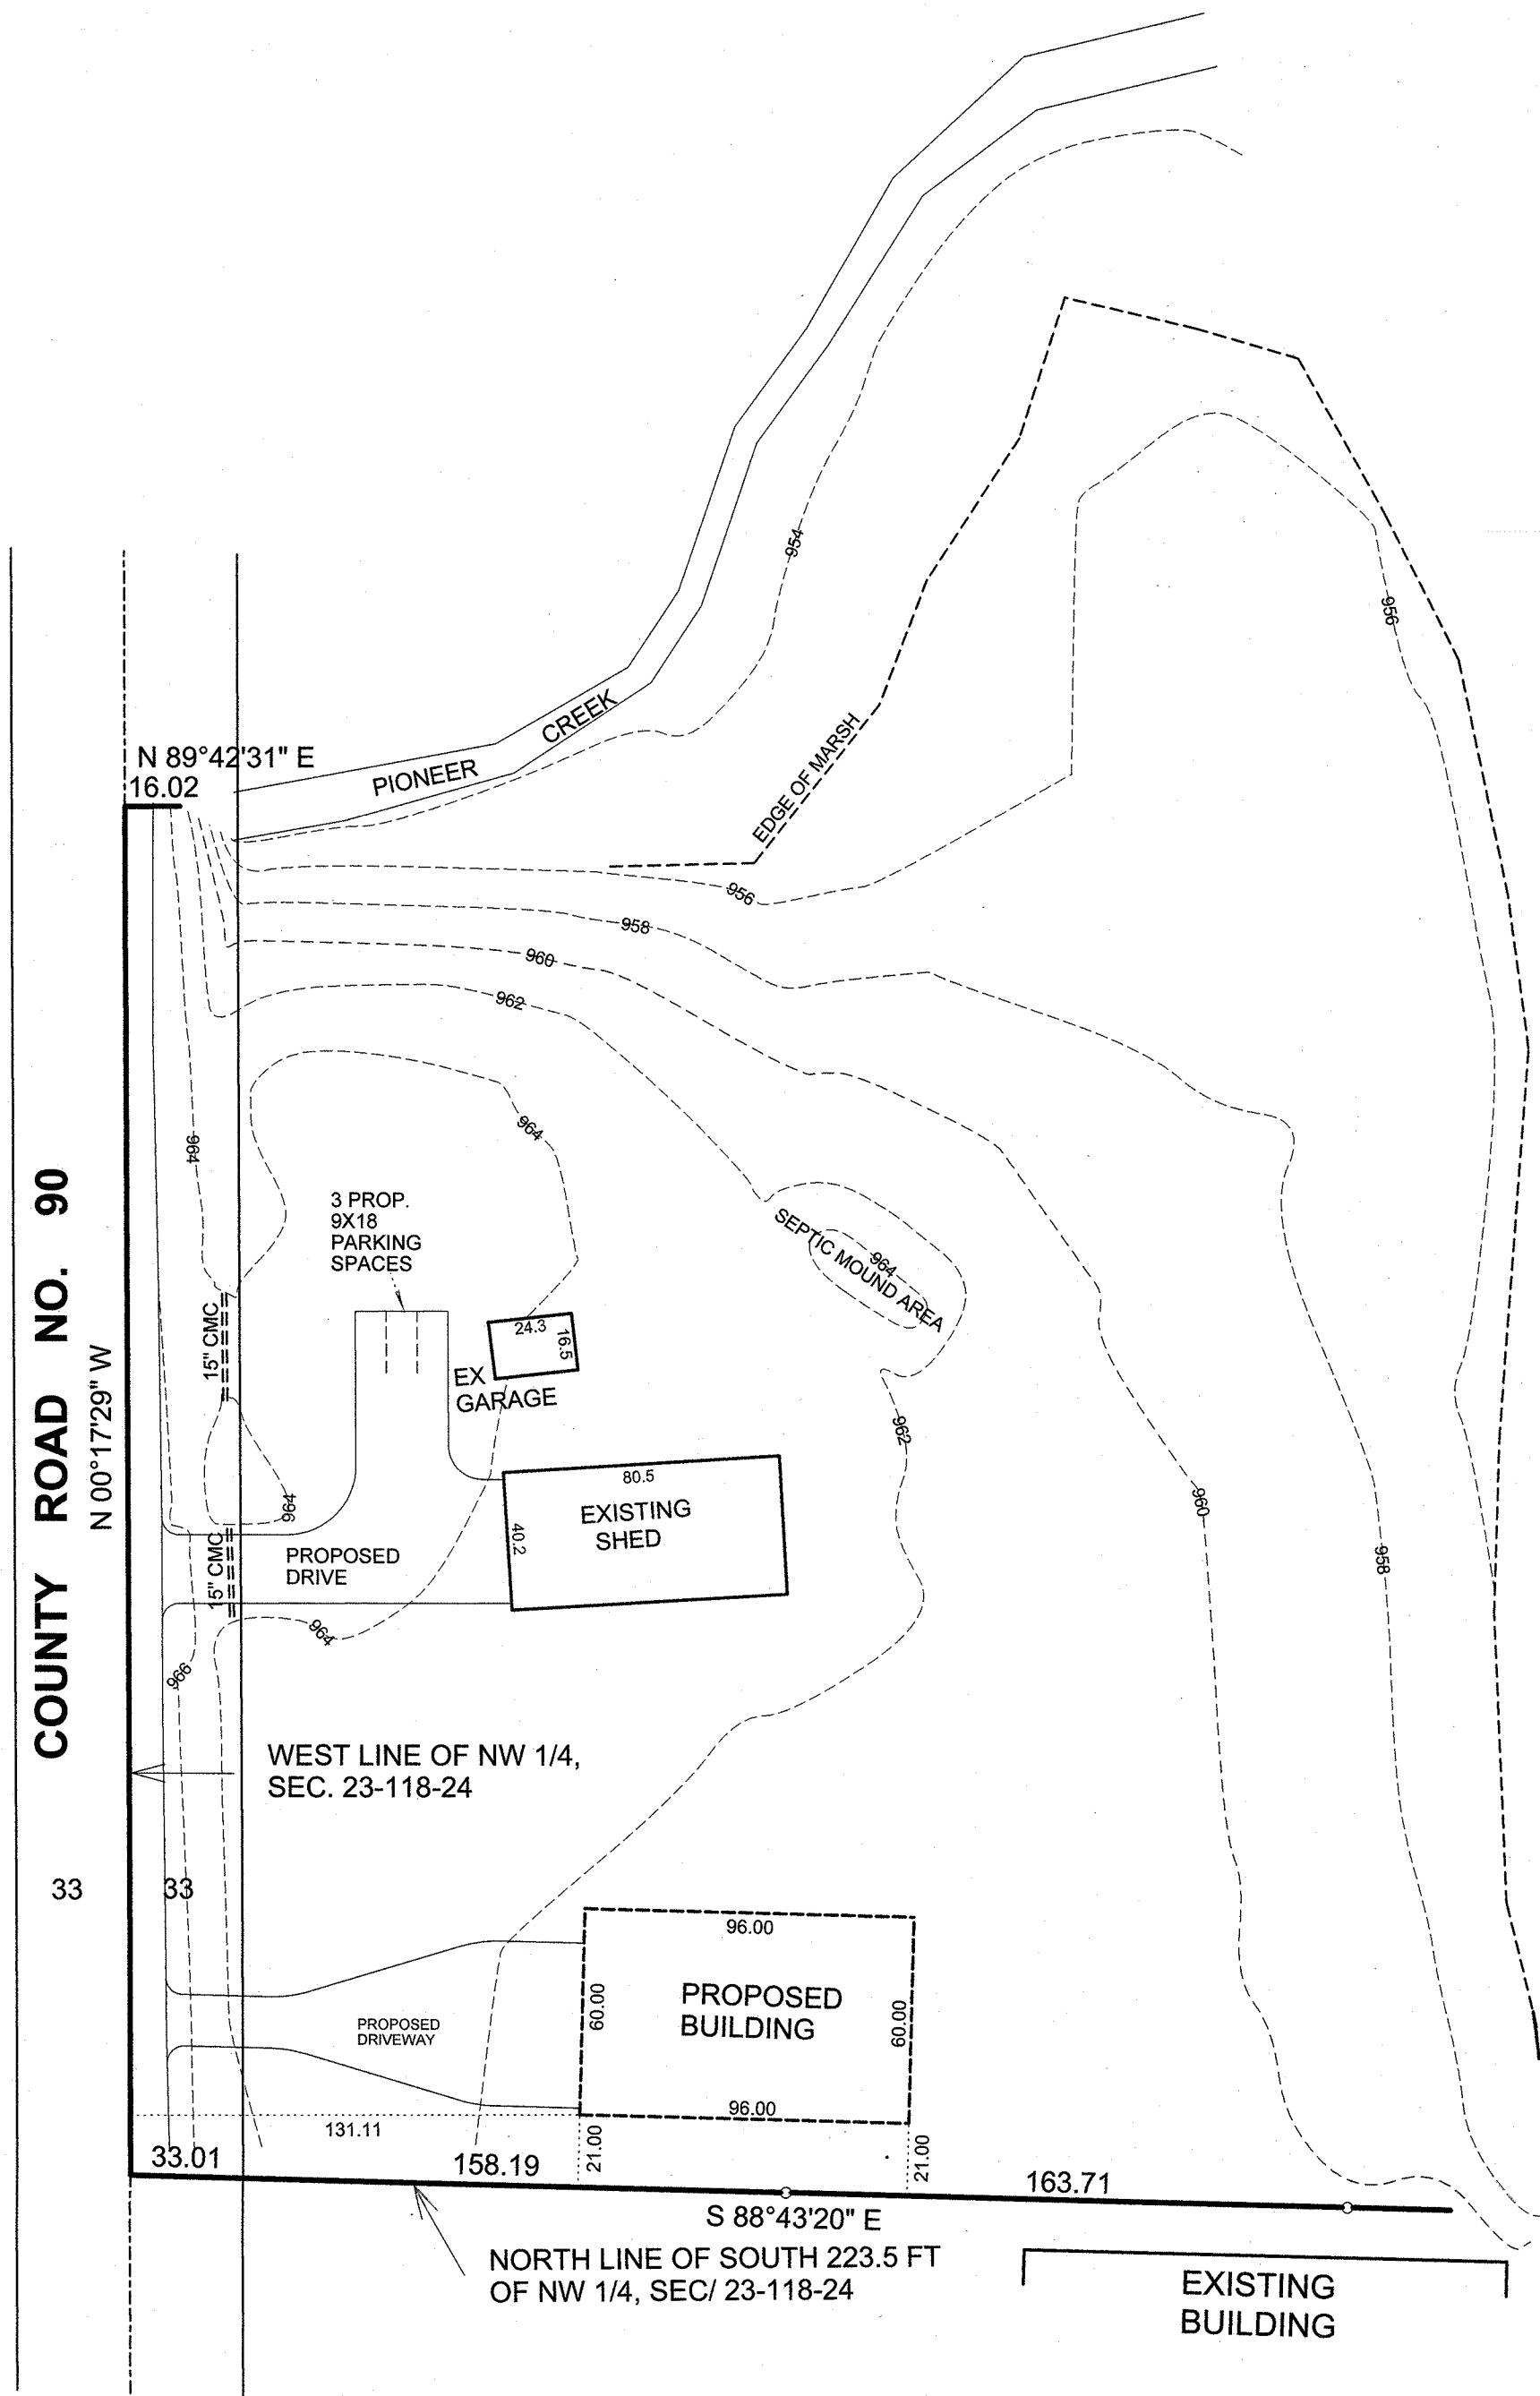 954
956
CREEK
PIONEER
N 89°42'31" E
16.02
EDGE OF MARSH
956
958
960
962
964
964
3 PROP.
9X18
PARKING
SPACES
SEPTIC MOUND AREA
964
15" CMC
24.3
16.5
EX
GARAGE
COUNTY ROAD NO. 90
N 00°17'29" W
962
80.5
EXISTING
SHED
40.2
964
960
958
15" CMC
PROPOSED
DRIVE
964
966
WEST LINE OF NW 1/4,
SEC. 23-118-24
33
33
96.00
60.00
PROPOSED
BUILDING
60.00
PROPOSED
DRIVEWAY
96.00
131.11
21.00
21.00
33.01
158.19
163.71
S 88°43'20" E
NORTH LINE OF SOUTH 223.5 FT
OF NW 1/4, SEC/ 23-118-24
EXISTING
BUILDING